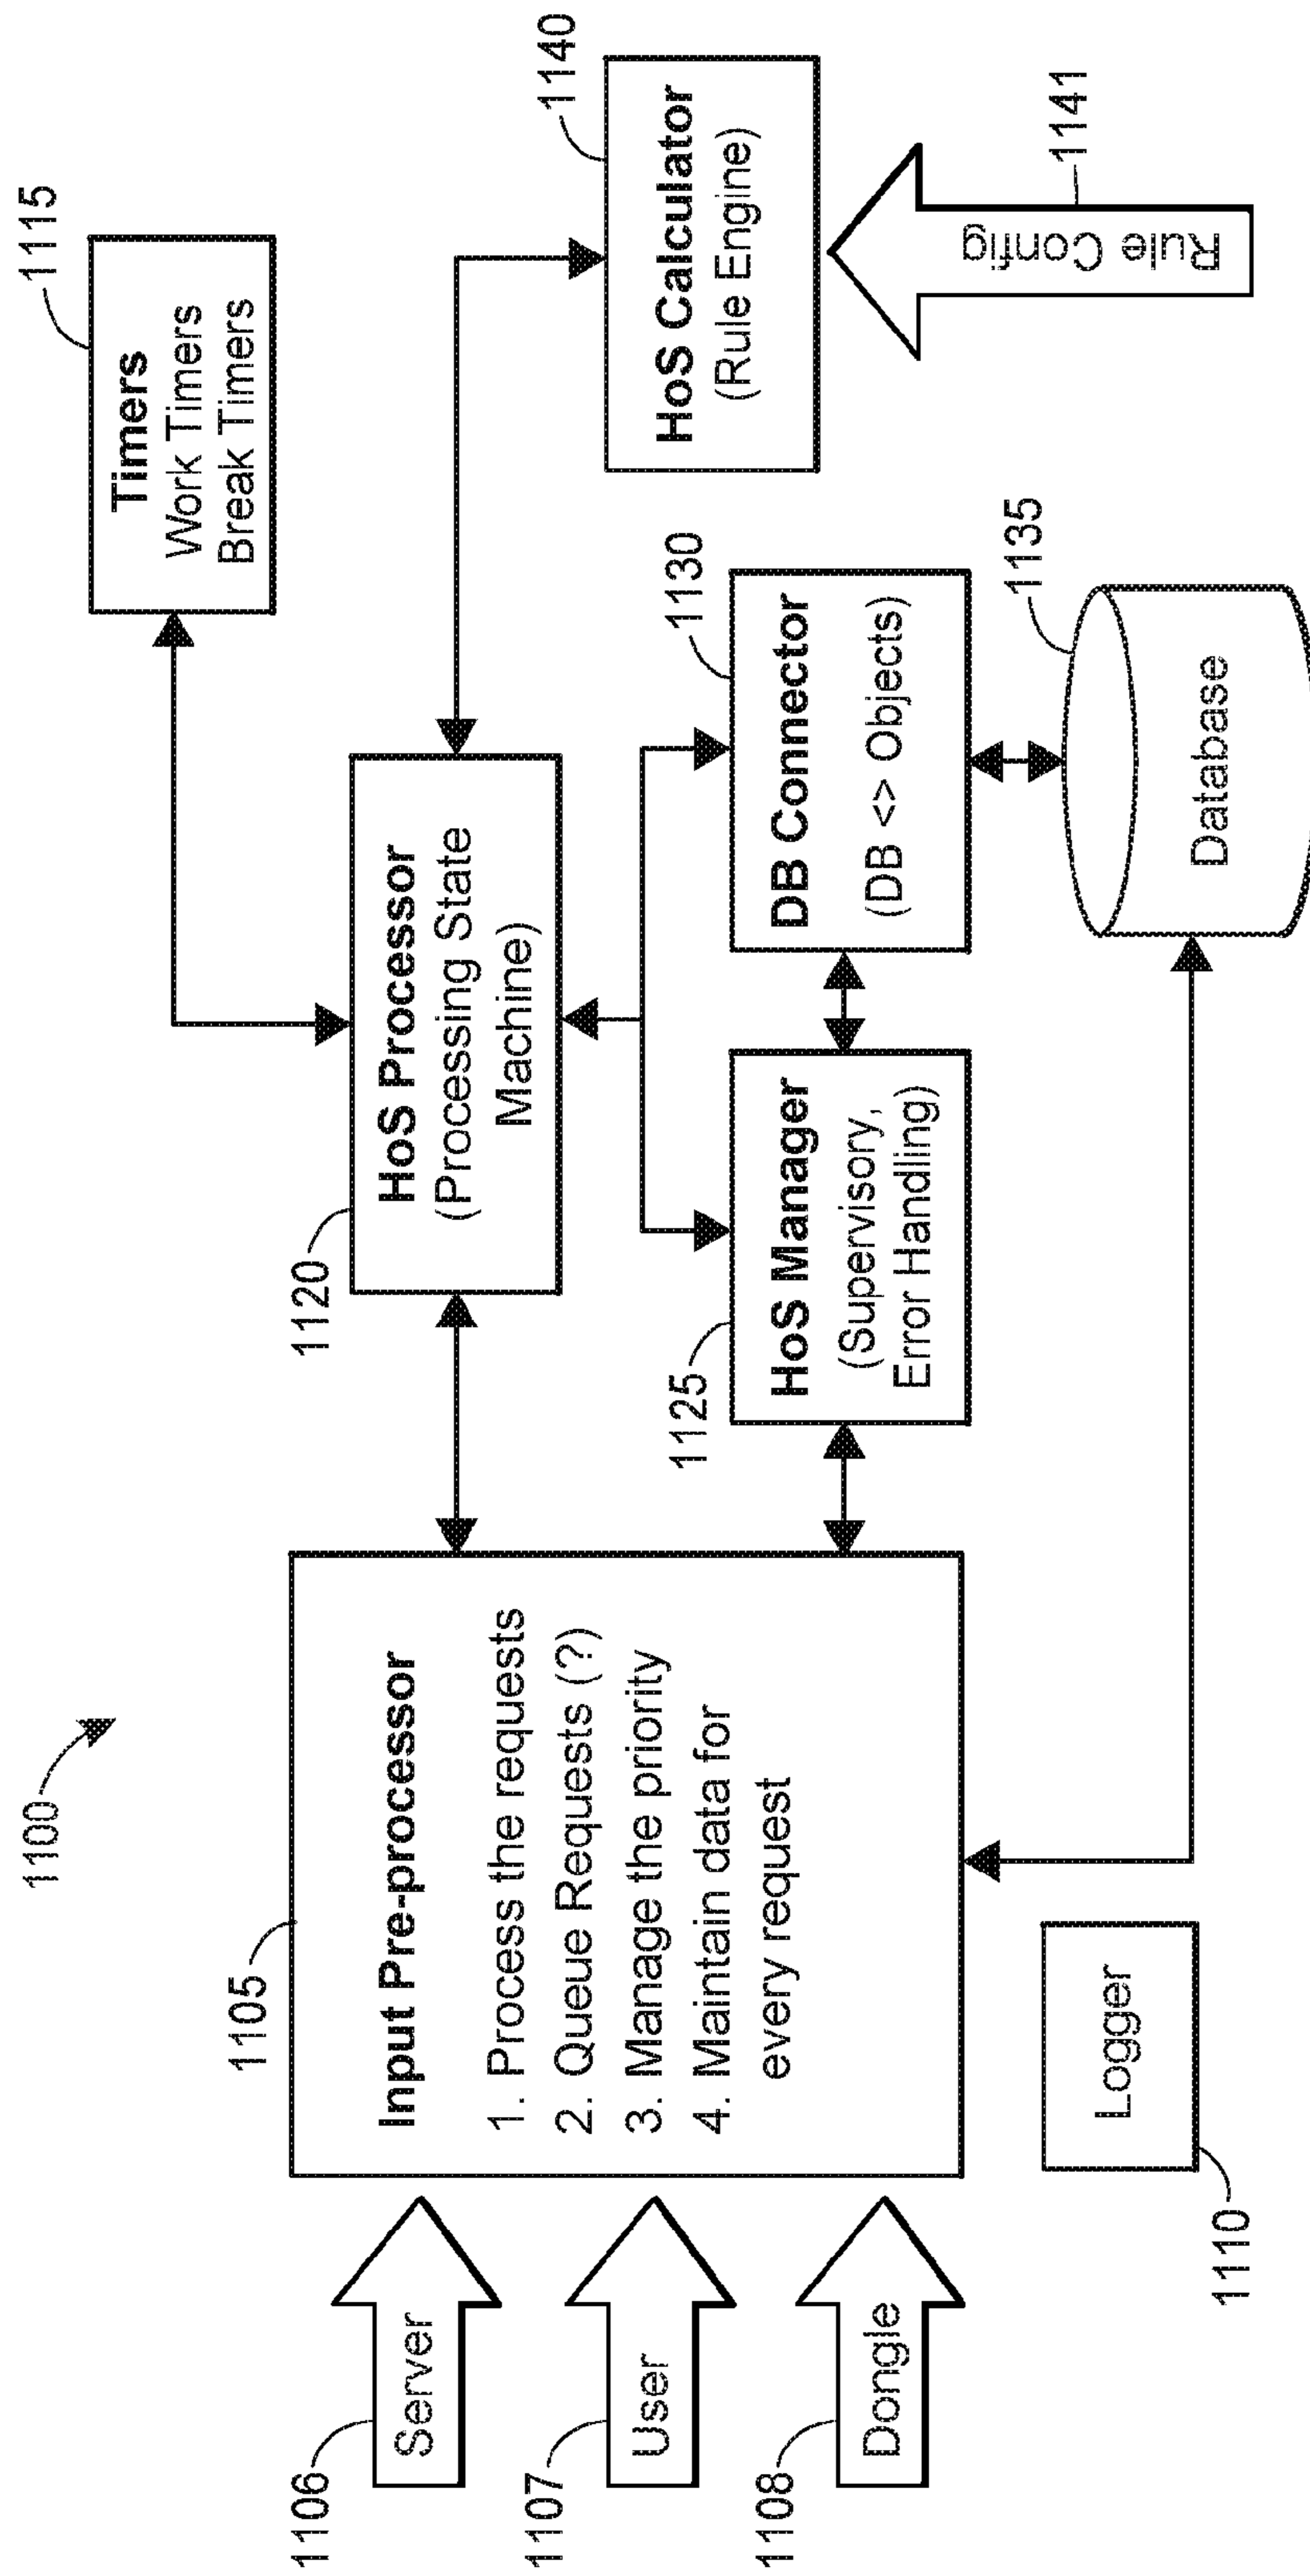 1100
1105
Input Pre-processor
1. Process the requests
2. Queue Requests (?)
3. Manage the priority
4. Maintain data for
every request
1106
Server
1107
User
1108
Dongle
Logger
1110
1120
HoS Processor
(Processing State
Machine)
1115
Timers
Work Timers
Break Timers
1125
HoS Manager
(Supervisory,
Error Handling)
1130
DB Connector
(DB <> Objects)
1135
Database
1140
HoS Calculator
(Rule Engine)
Rule Config
1141